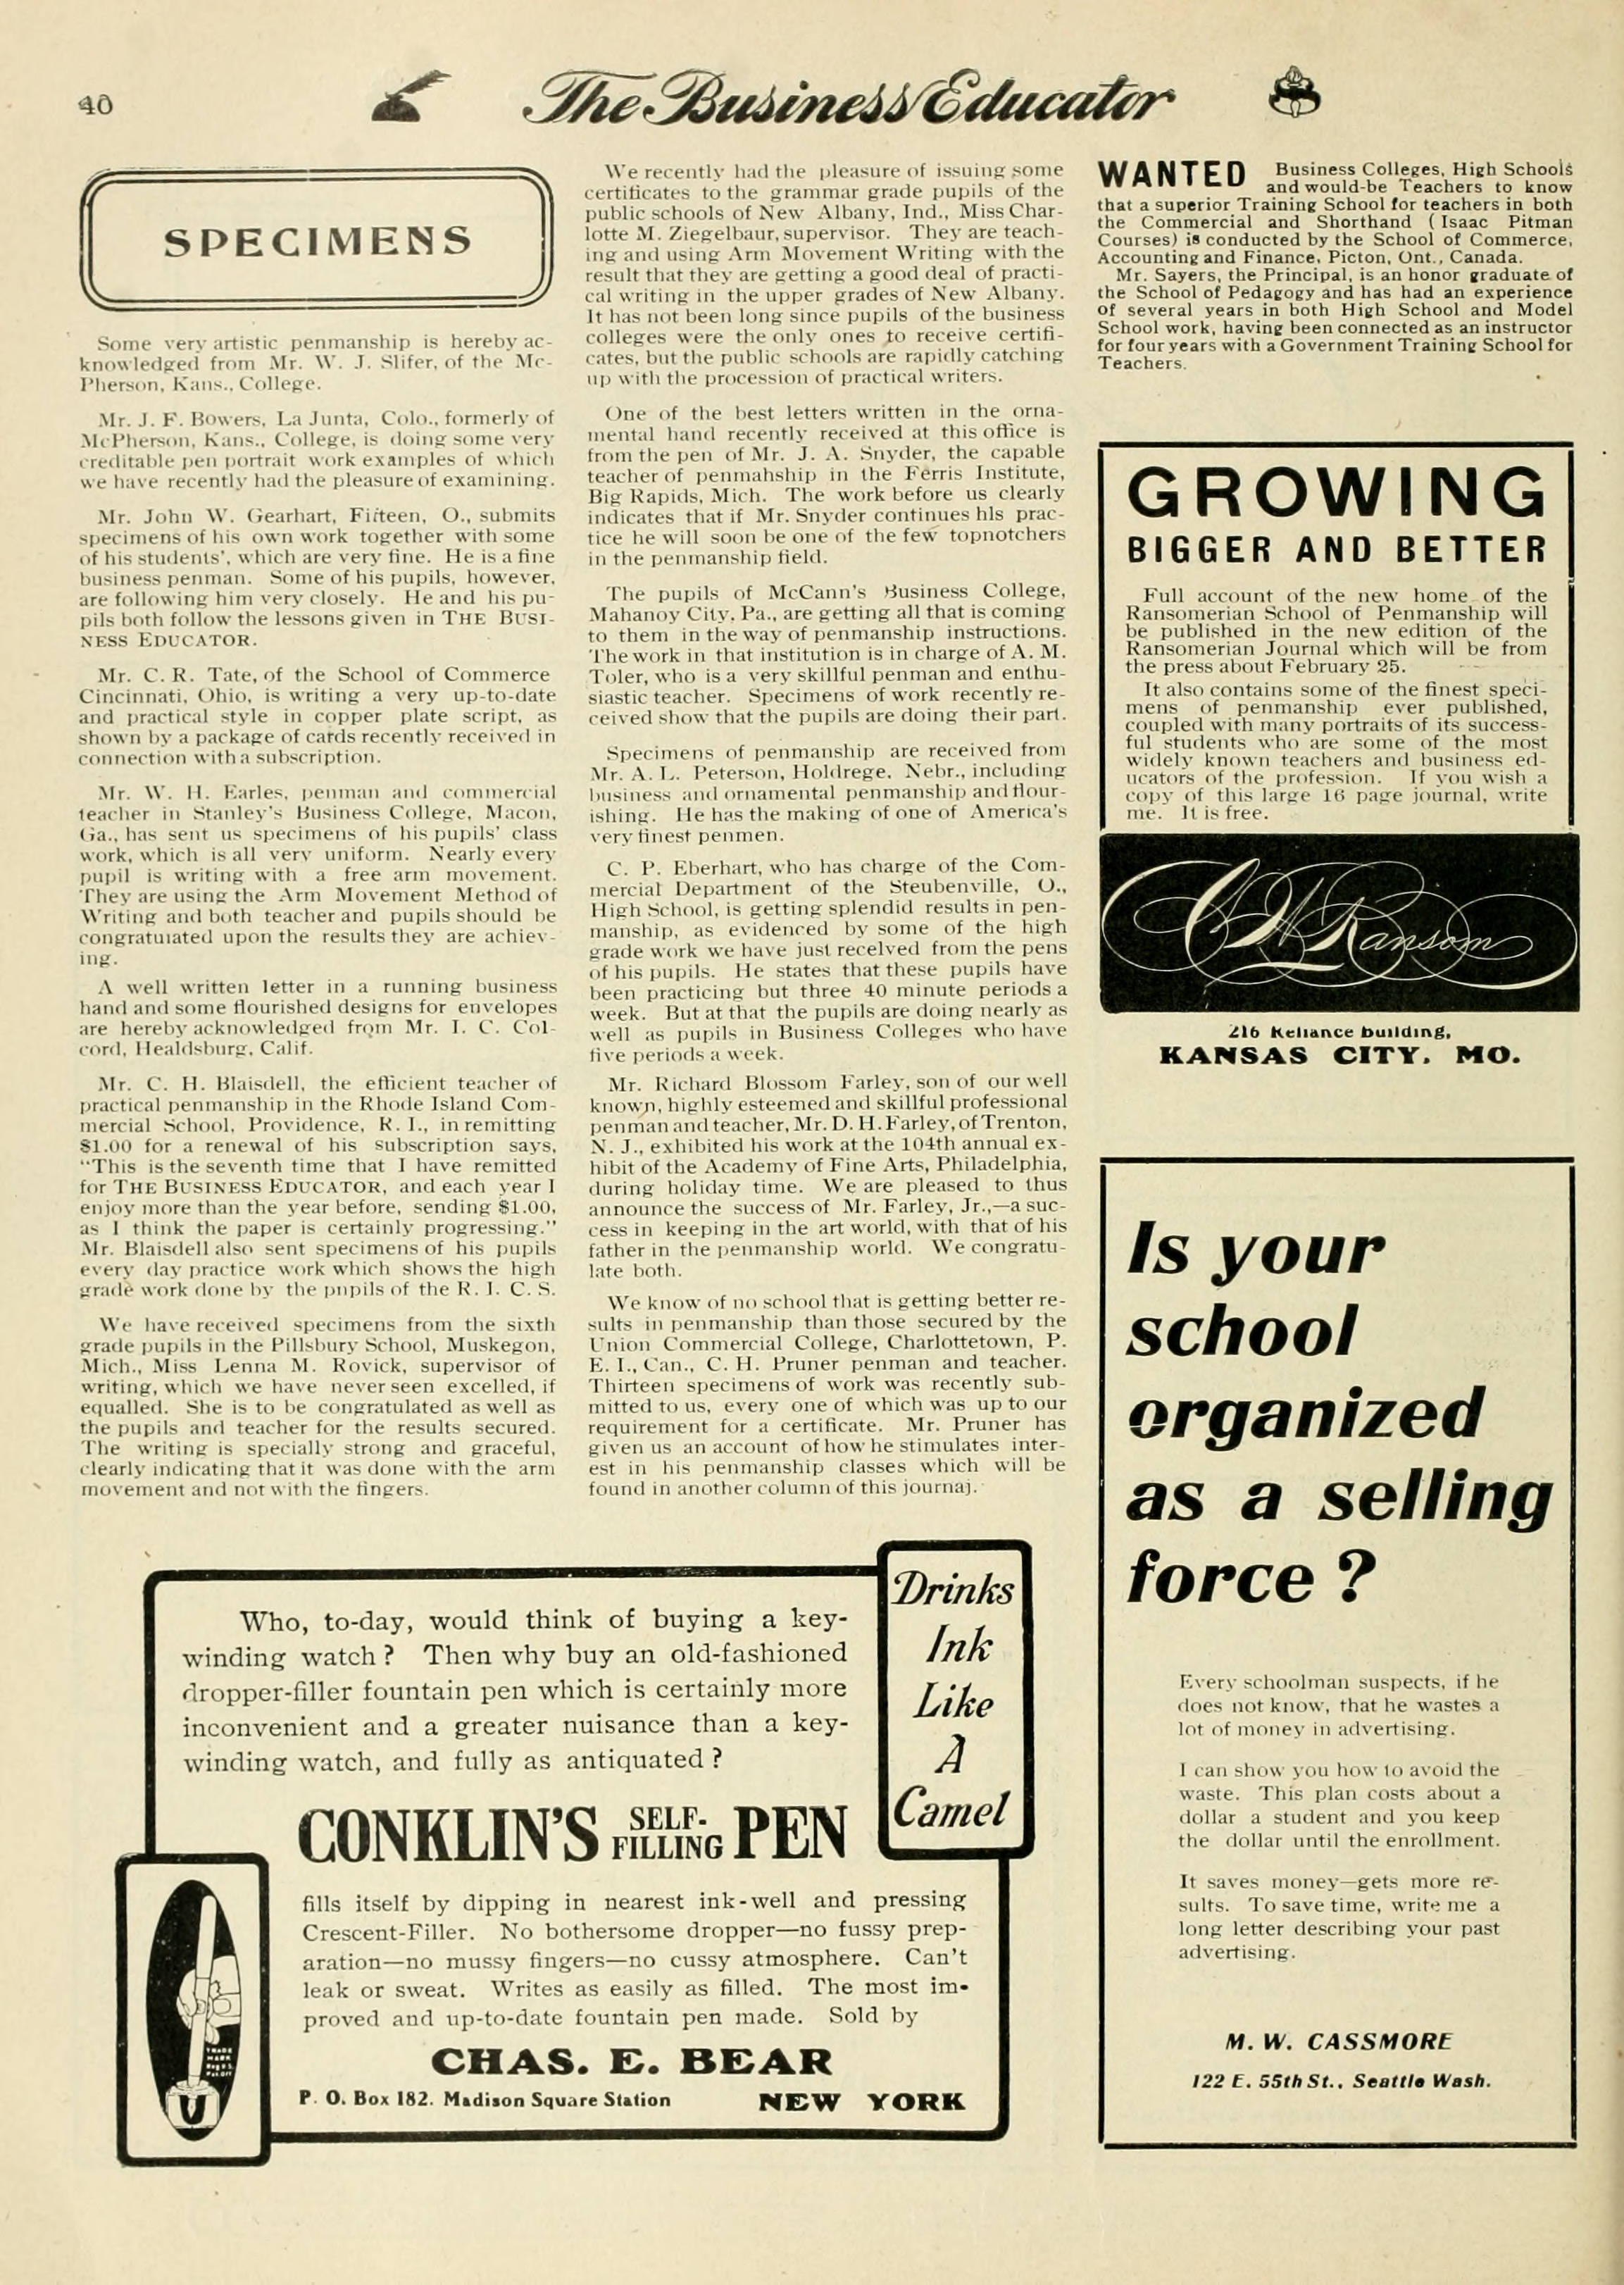 40
The Business Educator
SPECIMENS
Some very artistic penmanship is hereby ac-
knowledged from Mr. W. J. Slifer, of the Mc-
Pherson, Kans., College.
Mr. J. F. Bowers, La Junta, Colo., formerly of
McPherson, Kans., College, is doing some very
creditable pen portrait work examples of which
we have recently had the pleasure of examining.
Mr. John W. Gearhart, Fifteen, O., submits
specimens of his own work together with some
of his students', which are very fine. He is a fine
business penman. Some of his pupils, however,
are following him very closely. He and his pu-
pils both follow the lessons given in THE BUSI-
NESS EDUCATOR.
Mr. C. R. Tate, of the School of Commerce
Cincinnati, Ohio, is writing a very up-to-date
and practical style in copper plate script, as
shown by a package of cards recently received in
connection with a subscription.
Mr. W. H. Earles, penman and commercial
teacher in Stanley's Business College, Macon,
Ga., has sent us specimens of his pupils' class
work, which is all very uniform. Nearly every
pupil is writing with a free arm movement.
They are using the Arm Movement Method of
Writing and both teacher and pupils should be
congratulated upon the results they are achiev-
ing.
A well written letter in a running business
hand and some flourished designs for envelopes
are hereby acknowledged from Mr. I. C. Col-
cord, Healdsburg, Calif.
Mr. C. H. Blaisdell, the efficient teacher of
practical penmanship in the Rhode Island Com-
mercial School, Providence, R. I., in remitting
$1.00 for a renewal of his subscription says,
"This is the seventh time that I have remitted
for THE BUSINESS EDUCATOR, and each year I
enjoy more than the year before, sending $1.00,
as I think the paper is certainly progressing."
Mr. Blaisdell also sent specimens of his pupils
every day practice work which shows the high
grade work done by the pupils of the R. I. C. S.
We have received specimens from the sixth
grade pupils in the Pillsbury School, Muskegon,
Mich., Miss Lenna M. Rovick, supervisor of
writing, which we have never seen excelled, if
equalled. She is to be congratulated as well as
the pupils and teacher for the results secured.
The writing is specially strong and graceful,
clearly indicating that it was done with the arm
movement and not with the fingers.
We recently had the pleasure of issuing some
certificates to the grammar grade pupils of the
public schools of New Albany, Ind., Miss Char-
lotte M. Ziegelbaur, supervisor. They are teach-
ing and using Arm Movement Writing with the
result that they are getting a good deal of practi-
cal writing in the upper grades of New Albany.
It has not been long since pupils of the business
colleges were the only ones to receive certifi-
cates, but the public schools are rapidly catching
up with the procession of practical writers.
One of the best letters written in the orna-
mental hand recently received at this office is
from the pen of Mr. J. A. Snyder, the capable
teacher of penmahship in the Ferris Institute,
Big Rapids, Mich. The work before us clearly
indicates that if Mr. Snyder continues hls prac-
tice he will soon be one of the few topnotchers
in the penmanship field.
The pupils of McCann's Business College,
Mahanoy City, Pa., are getting all that is coming
to them in the way of penmanship instructions.
The work in that institution is in charge of A. M.
Toler, who is a very skillful penman and enthu-
siastic teacher. Specimens of work recently re-
ceived show that the pupils are doing their part.
Specimens of penmanship are received from
Mr. A. L. Peterson, Holdrege, Nebr., including
business and ornamental penmanship and flour-
ishing. He has the making of one of America's
very finest penmen.
C. P. Eberhart, who has charge of the Com-
mercial Department of the Steubenville, O.,
High School, is getting splendid results in pen-
manship, as evidenced by some of the high
grade work we have just received from the pens
of his pupils. He states that these pupils have
been practicing but three 40 minute periods a
week. But at that the pupils are doing nearly as
well as pupils in Business Colleges who have
five periods a week.
Mr. Richard Blossom Farley, son of our well
known, highly esteemed and skillful professional
penman and teacher, Mr. D. H. Farley, of Trenton,
N. J., exhibited his work at the 104th annual ex-
hibit of the Academy of Fine Arts, Philadelphia,
during holiday time. We are pleased to thus
announce the success of Mr. Farley, Jr.,—a suc-
cess in keeping in the art world, with that of his
father in the penmanship world. We congratu-
late both.
We know of no school that is getting better re-
sults in penmanship than those secured by the
Union Commercial College, Charlottetown, P.
E. I., Can., C. H. Pruner penman and teacher.
Thirteen specimens of work was recently sub-
mitted to us, every one of which was up to our
requirement for a certificate. Mr. Pruner has
given us an account of how he stimulates inter-
est in his penmanship classes which will be
found in another column of this journal.
WANTED Business Colleges, High Schools
and would-be Teachers to know
that a superior Training School for teachers in both
the Commercial and Shorthand (Isaac Pitman
Courses) is conducted by the School of Commerce,
Accounting and Finance, Picton, Ont., Canada.
Mr. Sayers, the Principal, is an honor graduate of
the School of Pedagogy and has had an experience
of several years in both High School and Model
School work, having been connected as an instructor
for four years with a Government Training School for
Teachers.
GROWING
BIGGER AND BETTER
Full account of the new home of the
Ransomerian School of Penmanship will
be published in the new edition of the
Ransomerian Journal which will be from
the press about February 25.
It also contains some of the finest speci-
mens of penmanship ever published,
coupled with many portraits of its success-
ful students who are some of the most
widely known teachers and business ed-
ucators of the profession. If you wish a
copy of this large 16 page journal, write
me. It is free.
C W Ransom
216 Reliance building,
KANSAS CITY. MO.
Is your
school
organized
as a selling
force?
Every schoolman suspects, if he
does not know, that he wastes a
lot of money in advertising.
I can show you how to avoid the
waste. This plan costs about a
dollar a student and you keep
the dollar until the enrollment.
It saves money—gets more re-
sults. To save time, write me a
long letter describing your past
advertising.
M. W. CASSMORE
122 E. 55th St., Seattle Wash.
Who, to-day, would think of buying a key-
winding watch? Then why buy an old-fashioned
dropper-filler fountain pen which is certainly more
inconvenient and a greater nuisance than a key-
winding watch, and fully as antiquated?
Drinks
Ink
Like
A
Camel
CONKLIN'S SELF-FILLING PEN
fills itself by dipping in nearest ink-well and pressing
Crescent-Filler. No bothersome dropper—no fussy prep-
aration—no mussy fingers—no cussy atmosphere. Can't
leak or sweat. Writes as easily as filled. The most im-
proved and up-to-date fountain pen made. Sold by
CHAS. E. BEAR
P. O. Box 182. Madison Square Station NEW YORK